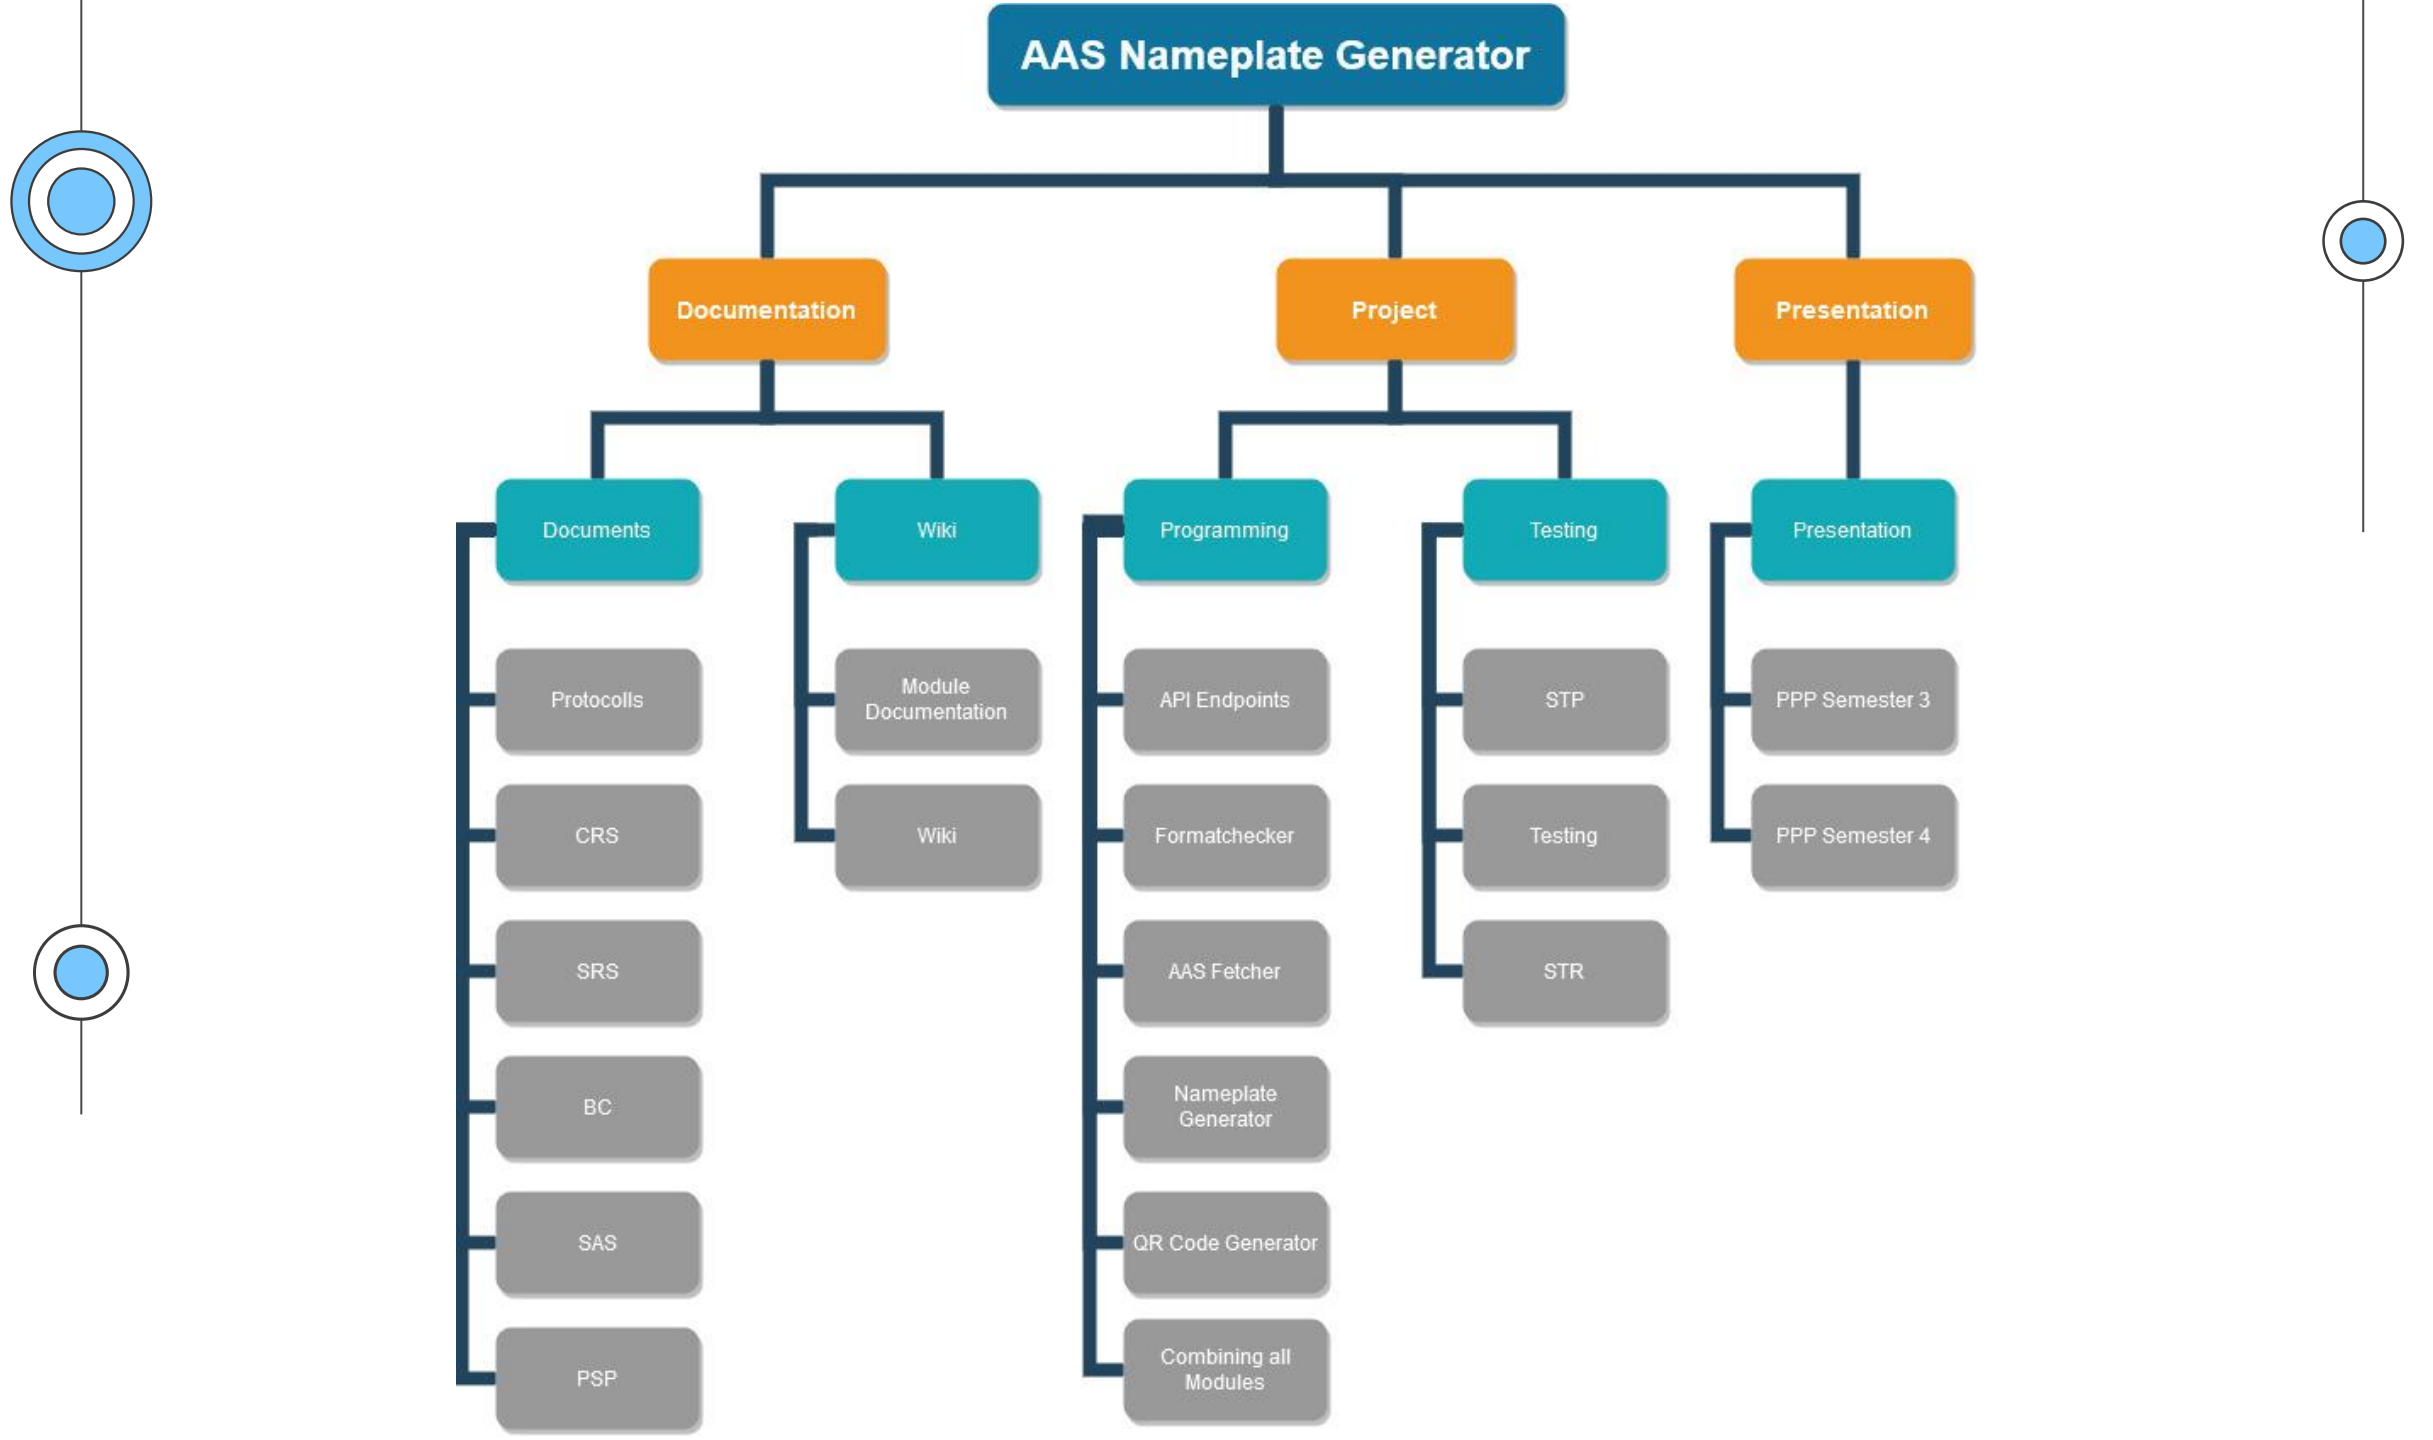 AAS Nameplate Generator
Documentation
Project
Presentation
Documents
Wiki
Programming
Testing
Presentation
Protocolls
Module
Documentation
API Endpoints
STP
PPP Semester 3
CRS
Wiki
Formatchecker
Testing
PPP Semester 4
SRS
AAS Fetcher
STR
BC
Nameplate
Generator
SAS
QR Code Generator
PSP
Combining all
Modules